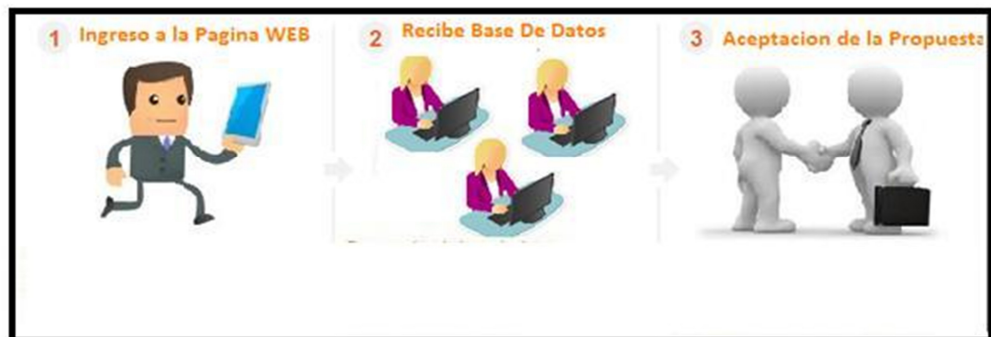 1 Ingreso a la Pagina WEB
2 Recibe Base De Datos
3 Aceptacion de la Propuesta